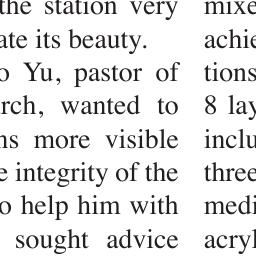 the station very
ate its beauty.
o Yu, pastor of
rch, wanted to
ns more visible
e integrity of the
o help him with
sought advice
mixe
achie
tions
8 lay
inclu
three
medi
acryl